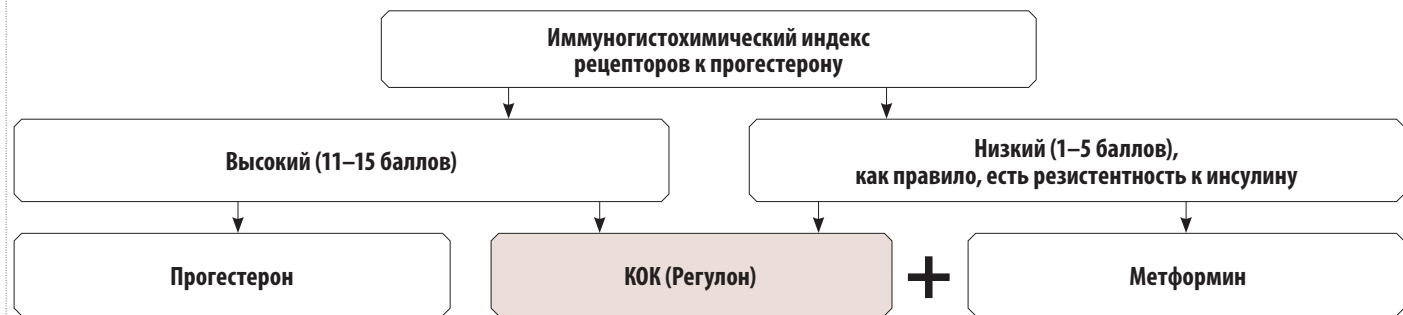 Иммуногистохимический индекс
рецепторов к прогестерону
Высокий (11–15 баллов)
Низкий (1–5 баллов),
как правило, есть резистентность к инсулину
Прогестерон
КОК (Регулон)
+
Метформин